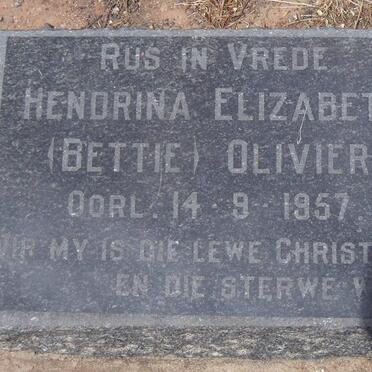 RUS IN VREDE
HENDRINA ELIZABET
(BETTIE) OLIVIER
OORL. 14-9-1957.
VIR MY IS DIE LEWE CHRIST
EN DIE STERWE